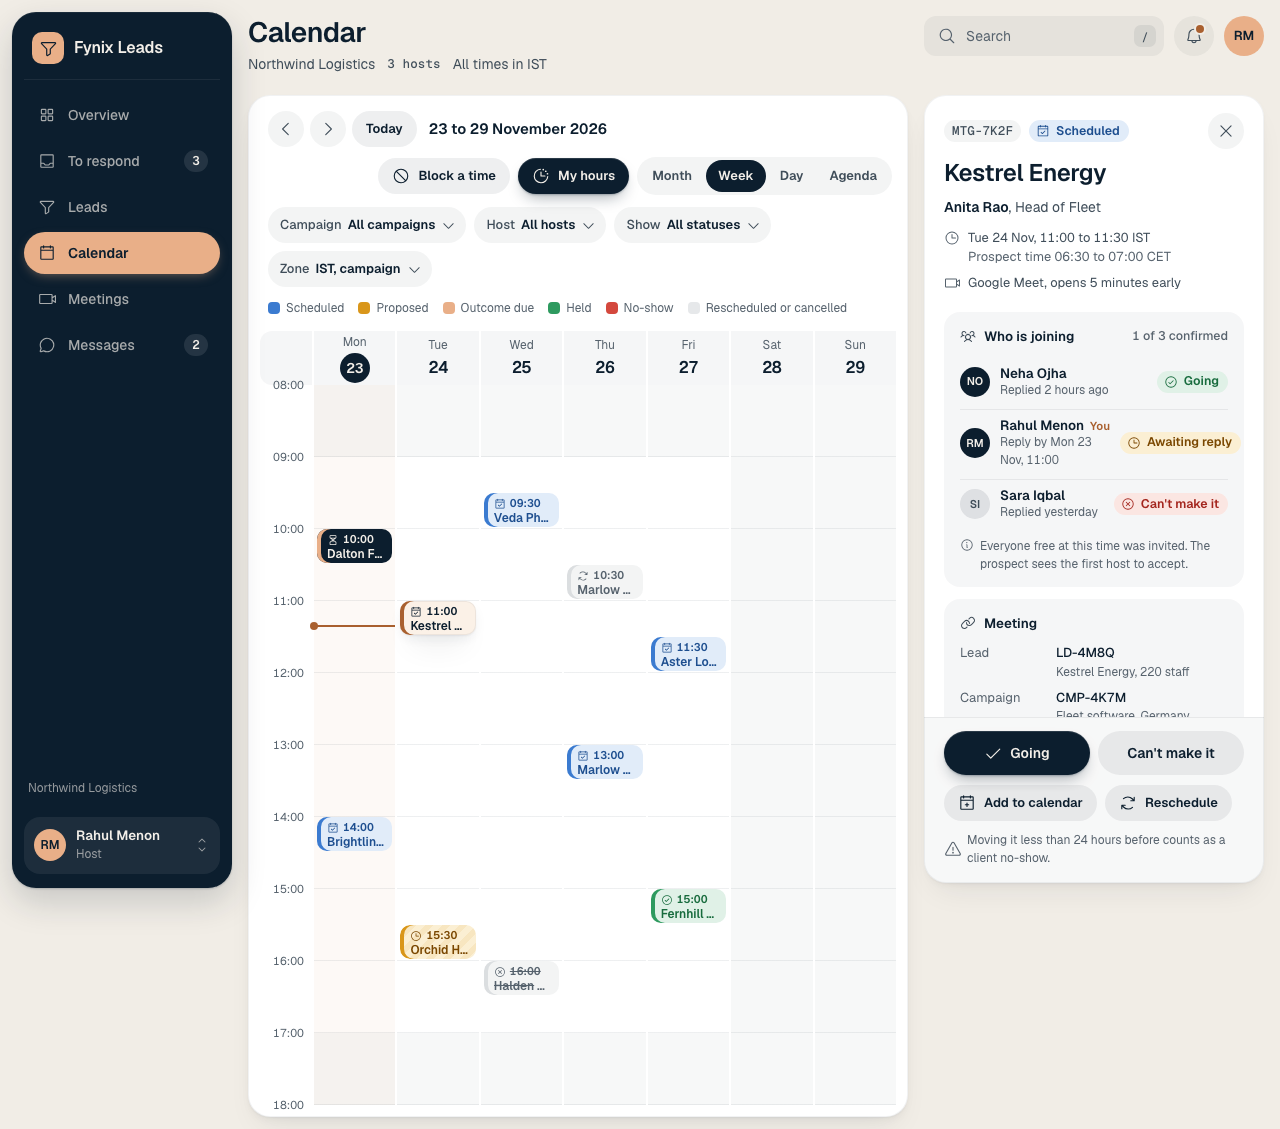 Fynix Leads
Overview
To respond 3
Leads
Calendar
Meetings
Messages 2
Northwind Logistics
RM Rahul Menon
Host
Calendar
Northwind Logistics 3 hosts All times in IST
Search /
RM
Today 23 to 29 November 2026
Block a time My hours Month Week Day Agenda
Campaign All campaigns Host All hosts Show All statuses
Zone IST, campaign
Scheduled Proposed Outcome due Held No-show Rescheduled or cancelled
Mon Tue Wed Thu Fri Sat Sun
23 24 25 26 27 28 29
08:00
09:00
09:30
Veda Ph…
10:00
10:00
Dalton F…
10:30
Marlow …
11:00
11:00
Kestrel …
11:30
Aster Lo…
12:00
13:00
13:00
Marlow …
14:00
14:00
Brightlin…
15:00
15:00
Fernhill …
15:30
Orchid H…
16:00
16:00
Halden …
17:00
18:00
MTG-7K2F Scheduled
Kestrel Energy
Anita Rao, Head of Fleet
Tue 24 Nov, 11:00 to 11:30 IST
Prospect time 06:30 to 07:00 CET
Google Meet, opens 5 minutes early
Who is joining 1 of 3 confirmed
NO Neha Ojha
Replied 2 hours ago
Going
RM Rahul Menon You
Reply by Mon 23
Nov, 11:00
Awaiting reply
SI Sara Iqbal
Replied yesterday
Can't make it
Everyone free at this time was invited. The
prospect sees the first host to accept.
Meeting
Lead LD-4M8Q
Kestrel Energy, 220 staff
Campaign CMP-4K7M
Fleet software, Germany
Going Can't make it
Add to calendar Reschedule
Moving it less than 24 hours before counts as a
client no-show.